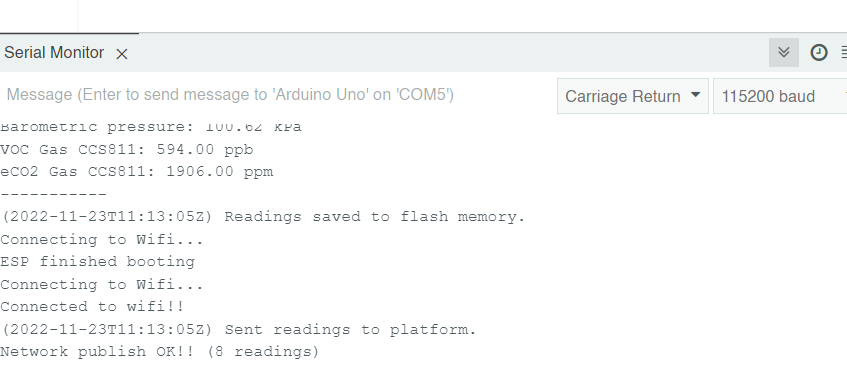 Serial Monitor
Message (Enter to send message to 'Arduino Uno' on 'COM5')
Carriage Return
115200 baud
Barometric pressure: 100.62 kPa
VOC Gas CCS811: 594.00 ppb
eCO2 Gas CCS811: 1906.00 ppm
-----------
(2022-11-23T11:13:05Z) Readings saved to flash memory.
Connecting to Wifi...
ESP finished booting
Connecting to Wifi...
Connected to wifi!!
(2022-11-23T11:13:05Z) Sent readings to platform.
Network publish OK!! (8 readings)